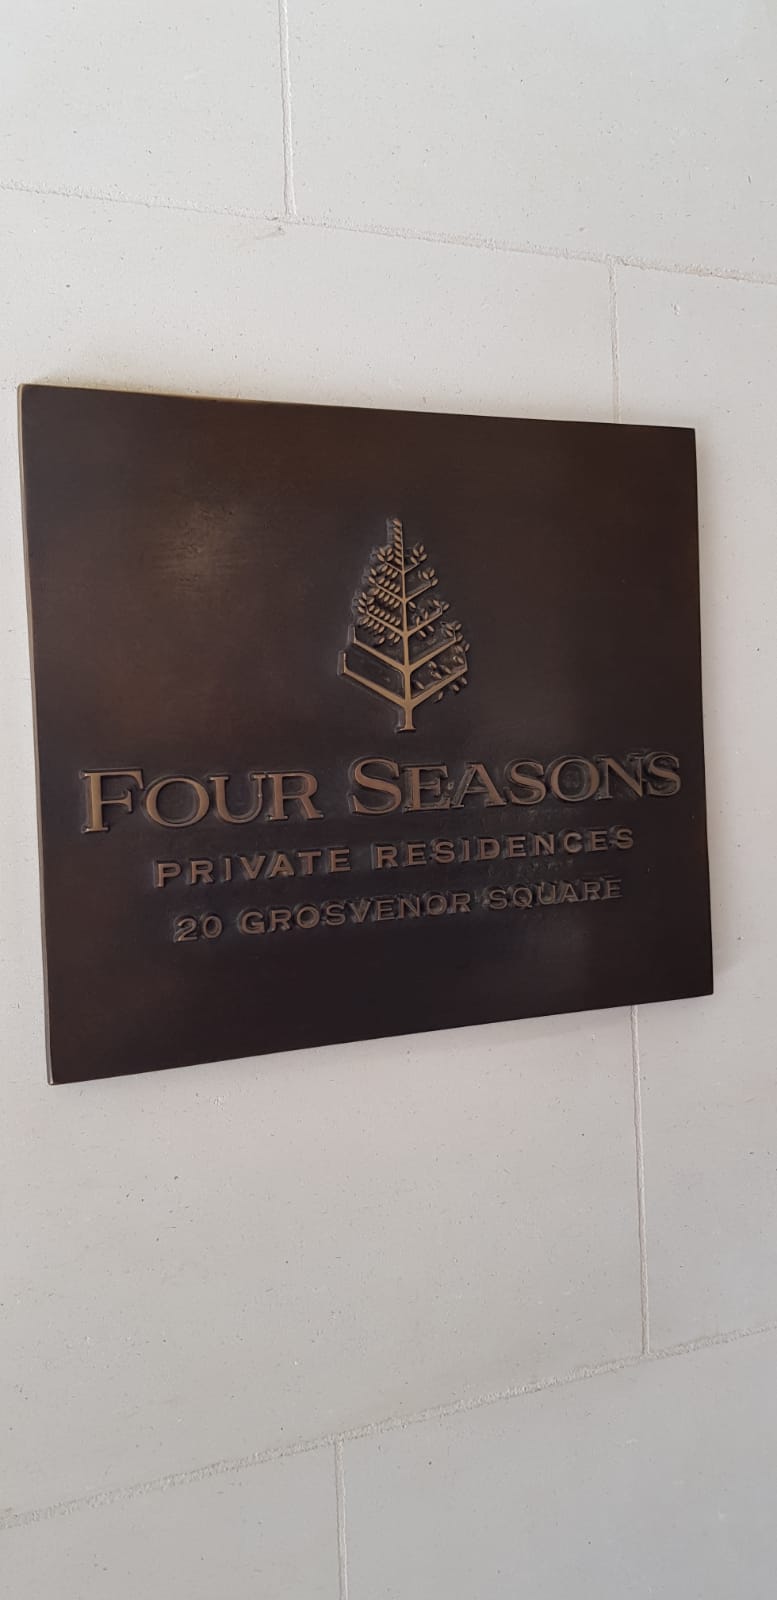 FOUR SEASONS
PRIVATE RESIDENCES
20 GROSVENOR SQUARE